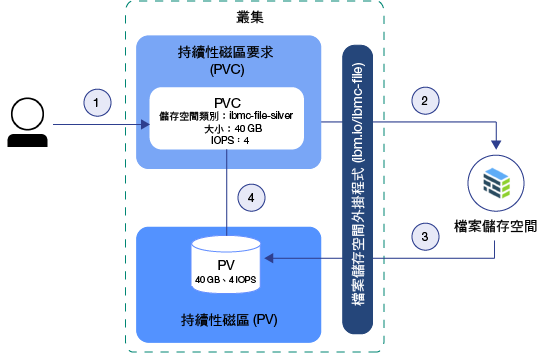 叢集
持續性磁區要求
(PVC)
PVC
儲存空間類別：ibmc-file-silver
大小：40 GB
IOPS：4
1
2
檔案儲存空間外掛程式 (ibm.io/ibmc-file)
檔案儲存空間
4
3
PV
40 GB、4 IOPS
持續性磁區 (PV)